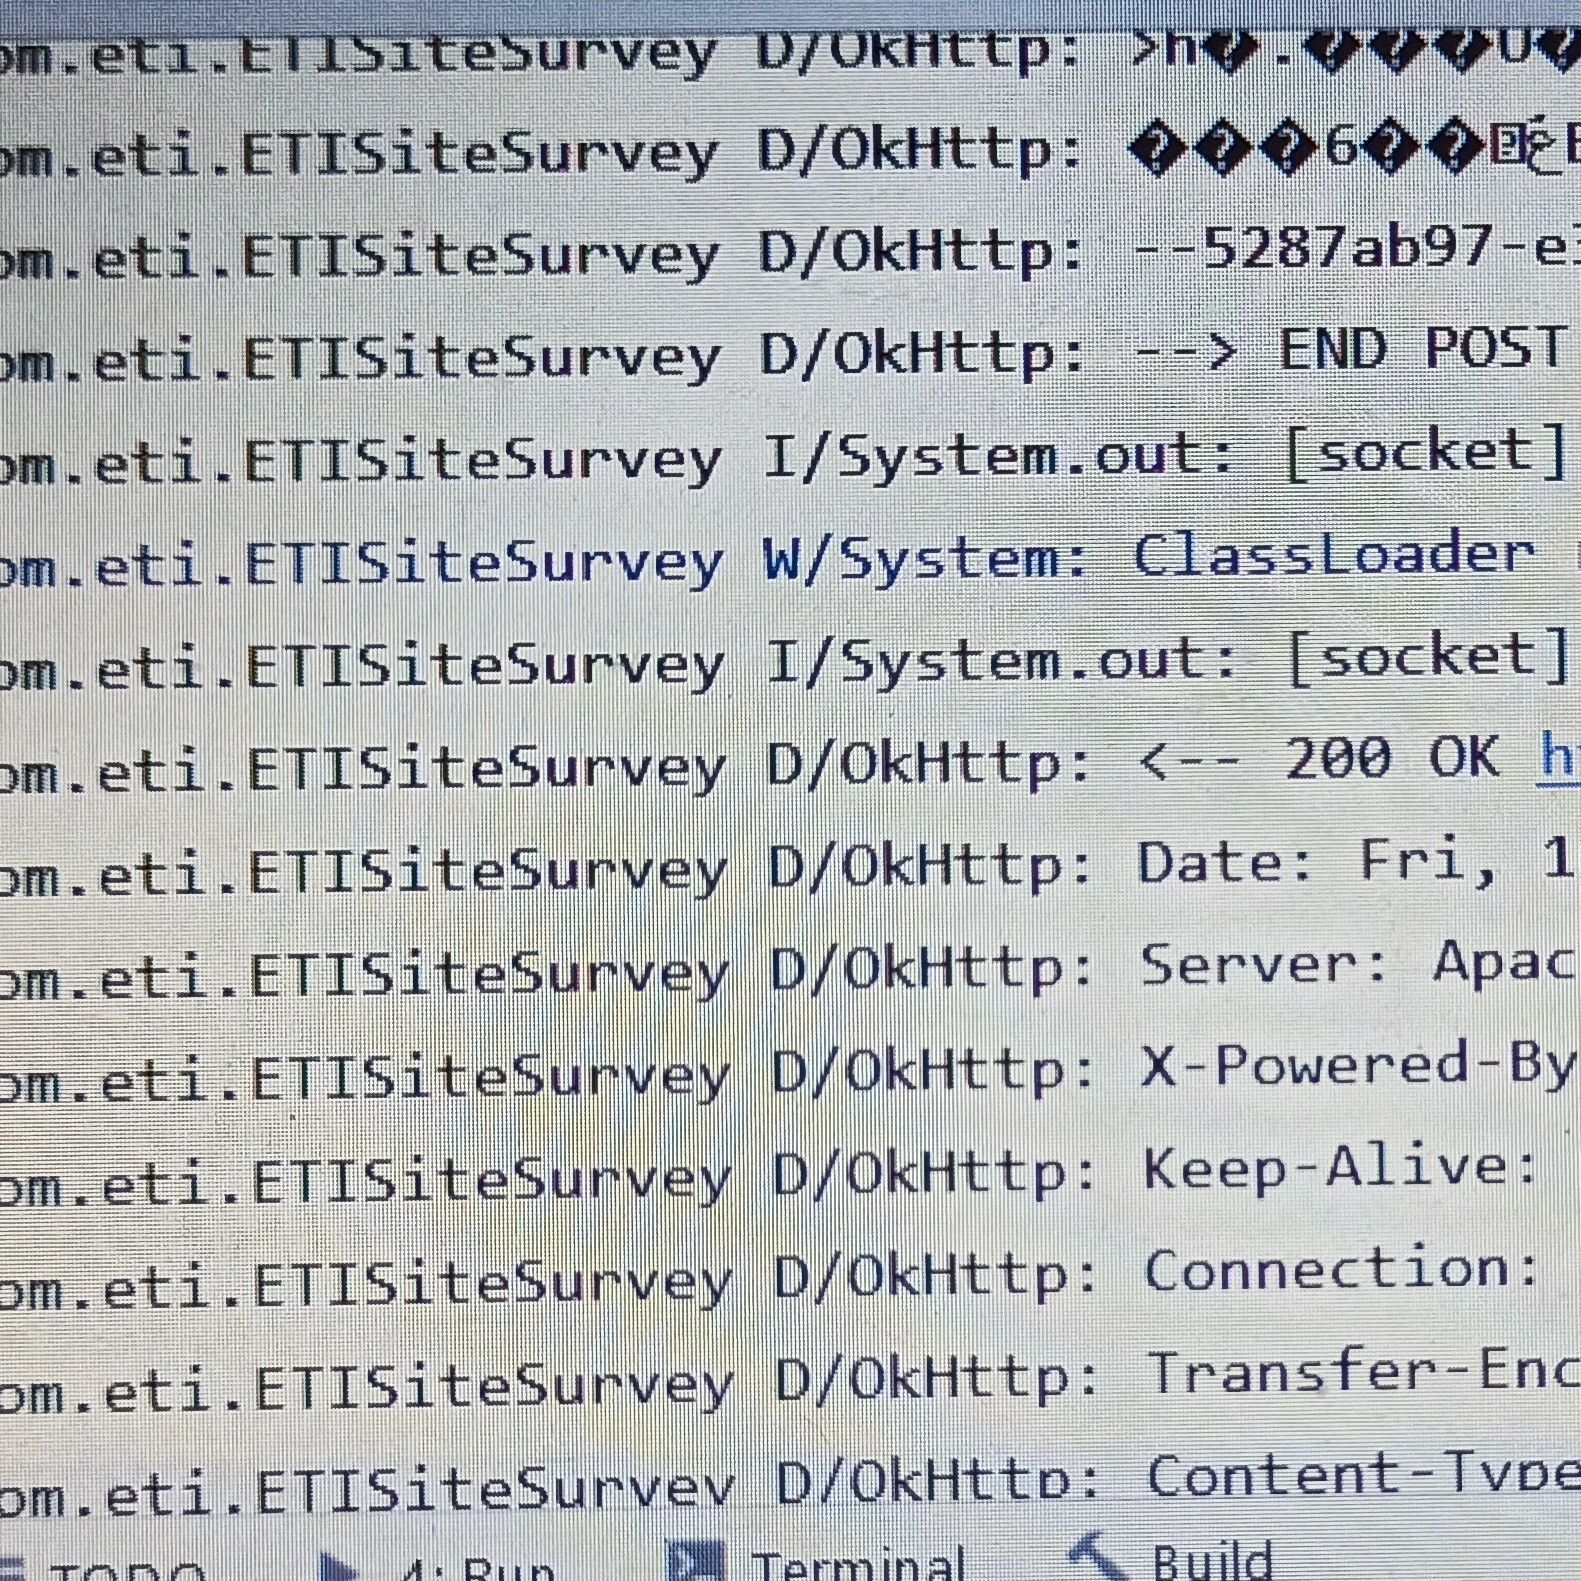 om.eti.ETISiteSurvey D/OkHttp: >h�.���U�
om.eti.ETISiteSurvey D/OkHttp: ���6��
om.eti.ETISiteSurvey D/OkHttp: --5287ab97-e3
om.eti.ETISiteSurvey D/OkHttp: --> END POST
om.eti.ETISiteSurvey I/System.out: [socket]
om.eti.ETISiteSurvey W/System: ClassLoader
om.eti.ETISiteSurvey I/System.out: [socket]
om.eti.ETISiteSurvey D/OkHttp: <-- 200 OK h
om.eti.ETISiteSurvey D/OkHttp: Date: Fri, 1
om.eti.ETISiteSurvey D/OkHttp: Server: Apac
om.eti.ETISiteSurvey D/OkHttp: X-Powered-By
om.eti.ETISiteSurvey D/OkHttp: Keep-Alive:
om.eti.ETISiteSurvey D/OkHttp: Connection:
om.eti.ETISiteSurvey D/OkHttp: Transfer-Enc
om.eti.ETISiteSurvey D/OkHttp: Content-Type
TODO 4: Run Terminal Build